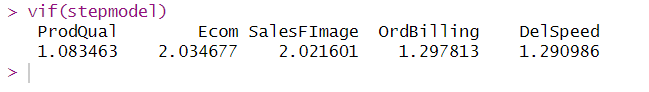 > vif(stepmodel)
ProdQual Ecom SalesFImage OrdBilling DelSpeed
1.083463 2.034677 2.021601 1.297813 1.290986
>